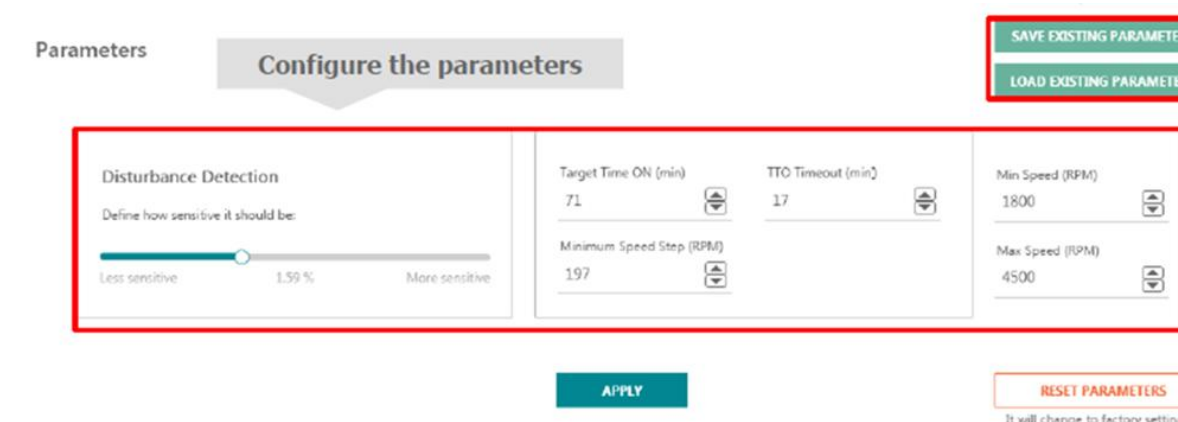 Parameters
Configure the parameters
SAVE EXISTING PARAMETE
LOAD EXISTING PARAMETE
Disturbance Detection
Define how sensitive it should be:
Less sensitive 1.59 % More sensitive
Target Time ON (min) TTO Timeout (min)
71 17
Minimum Speed Step (RPM)
197
Min Speed (RPM)
1800
Max Speed (RPM)
4500
APPLY
RESET PARAMETERS
It will change to factory settin